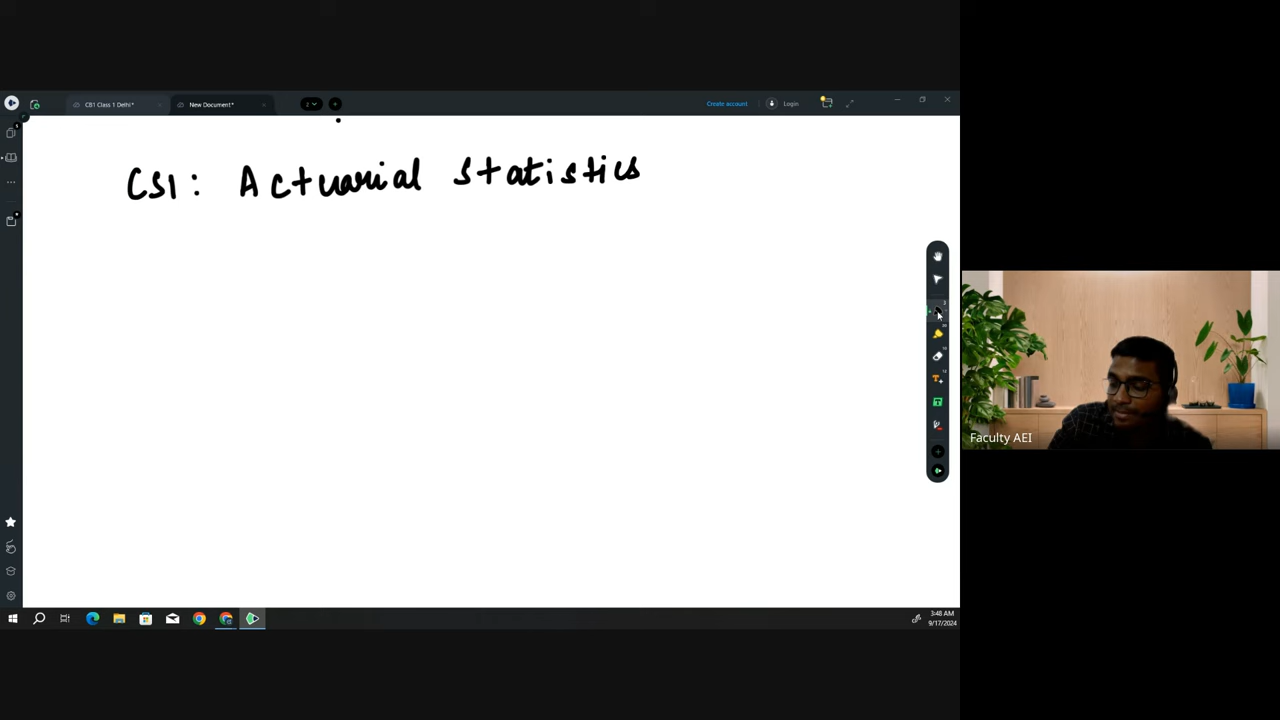 CB1 Class 1 Delhi*
New Document*
2
Create account
Login
CS1: Actuarial Statistics
Faculty AEI
3:48 AM
9/17/2024